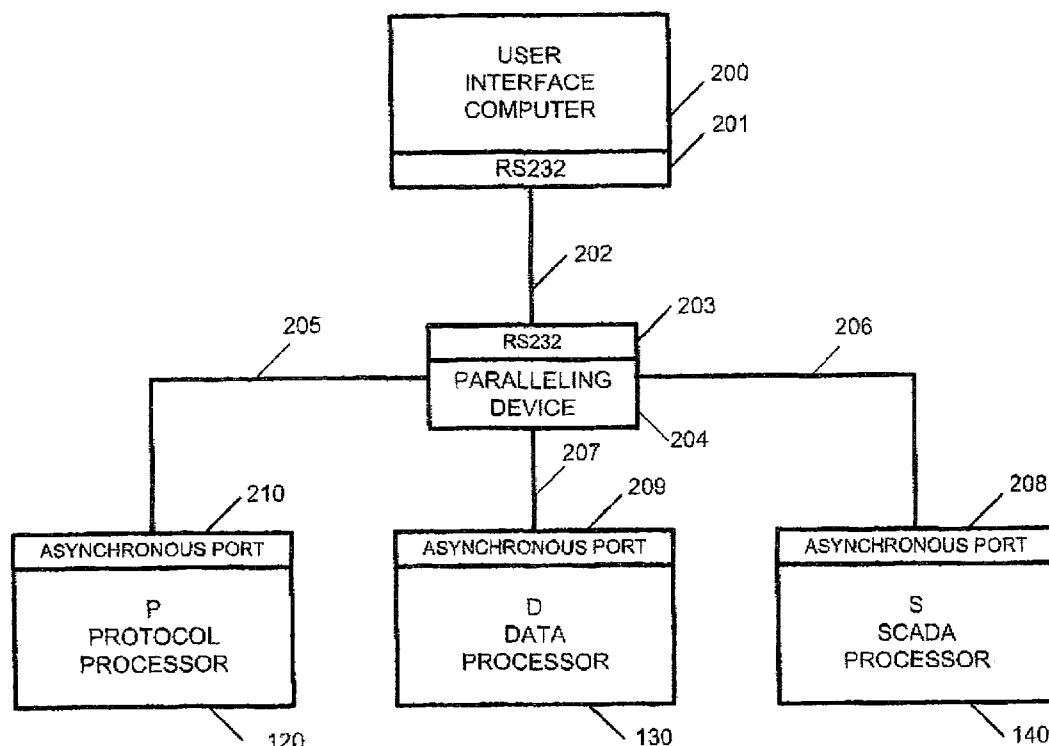 USER
INTERFACE
COMPUTER
200
201
RS232
202
203
205
206
RS232
PARALLELING
DEVICE
204
207
210
209
208
ASYNCHRONOUS PORT
ASYNCHRONOUS PORT
ASYNCHRONOUS PORT
P
PROTOCOL
PROCESSOR
D
DATA
PROCESSOR
S
SCADA
PROCESSOR
120
130
140